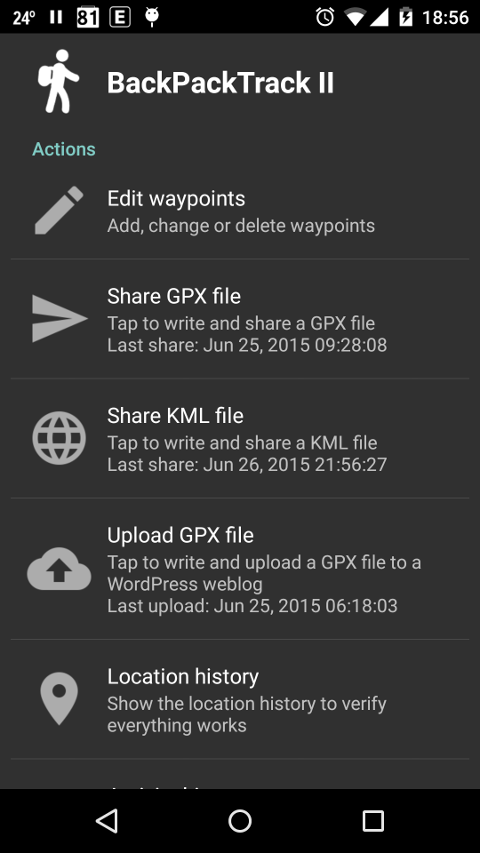 24° 81 E 18:56
BackPackTrack II
Actions
Edit waypoints
Add, change or delete waypoints
Share GPX file
Tap to write and share a GPX file
Last share: Jun 25, 2015 09:28:08
Share KML file
Tap to write and share a KML file
Last share: Jun 26, 2015 21:56:27
Upload GPX file
Tap to write and upload a GPX file to a
WordPress weblog
Last upload: Jun 25, 2015 06:18:03
Location history
Show the location history to verify
everything works